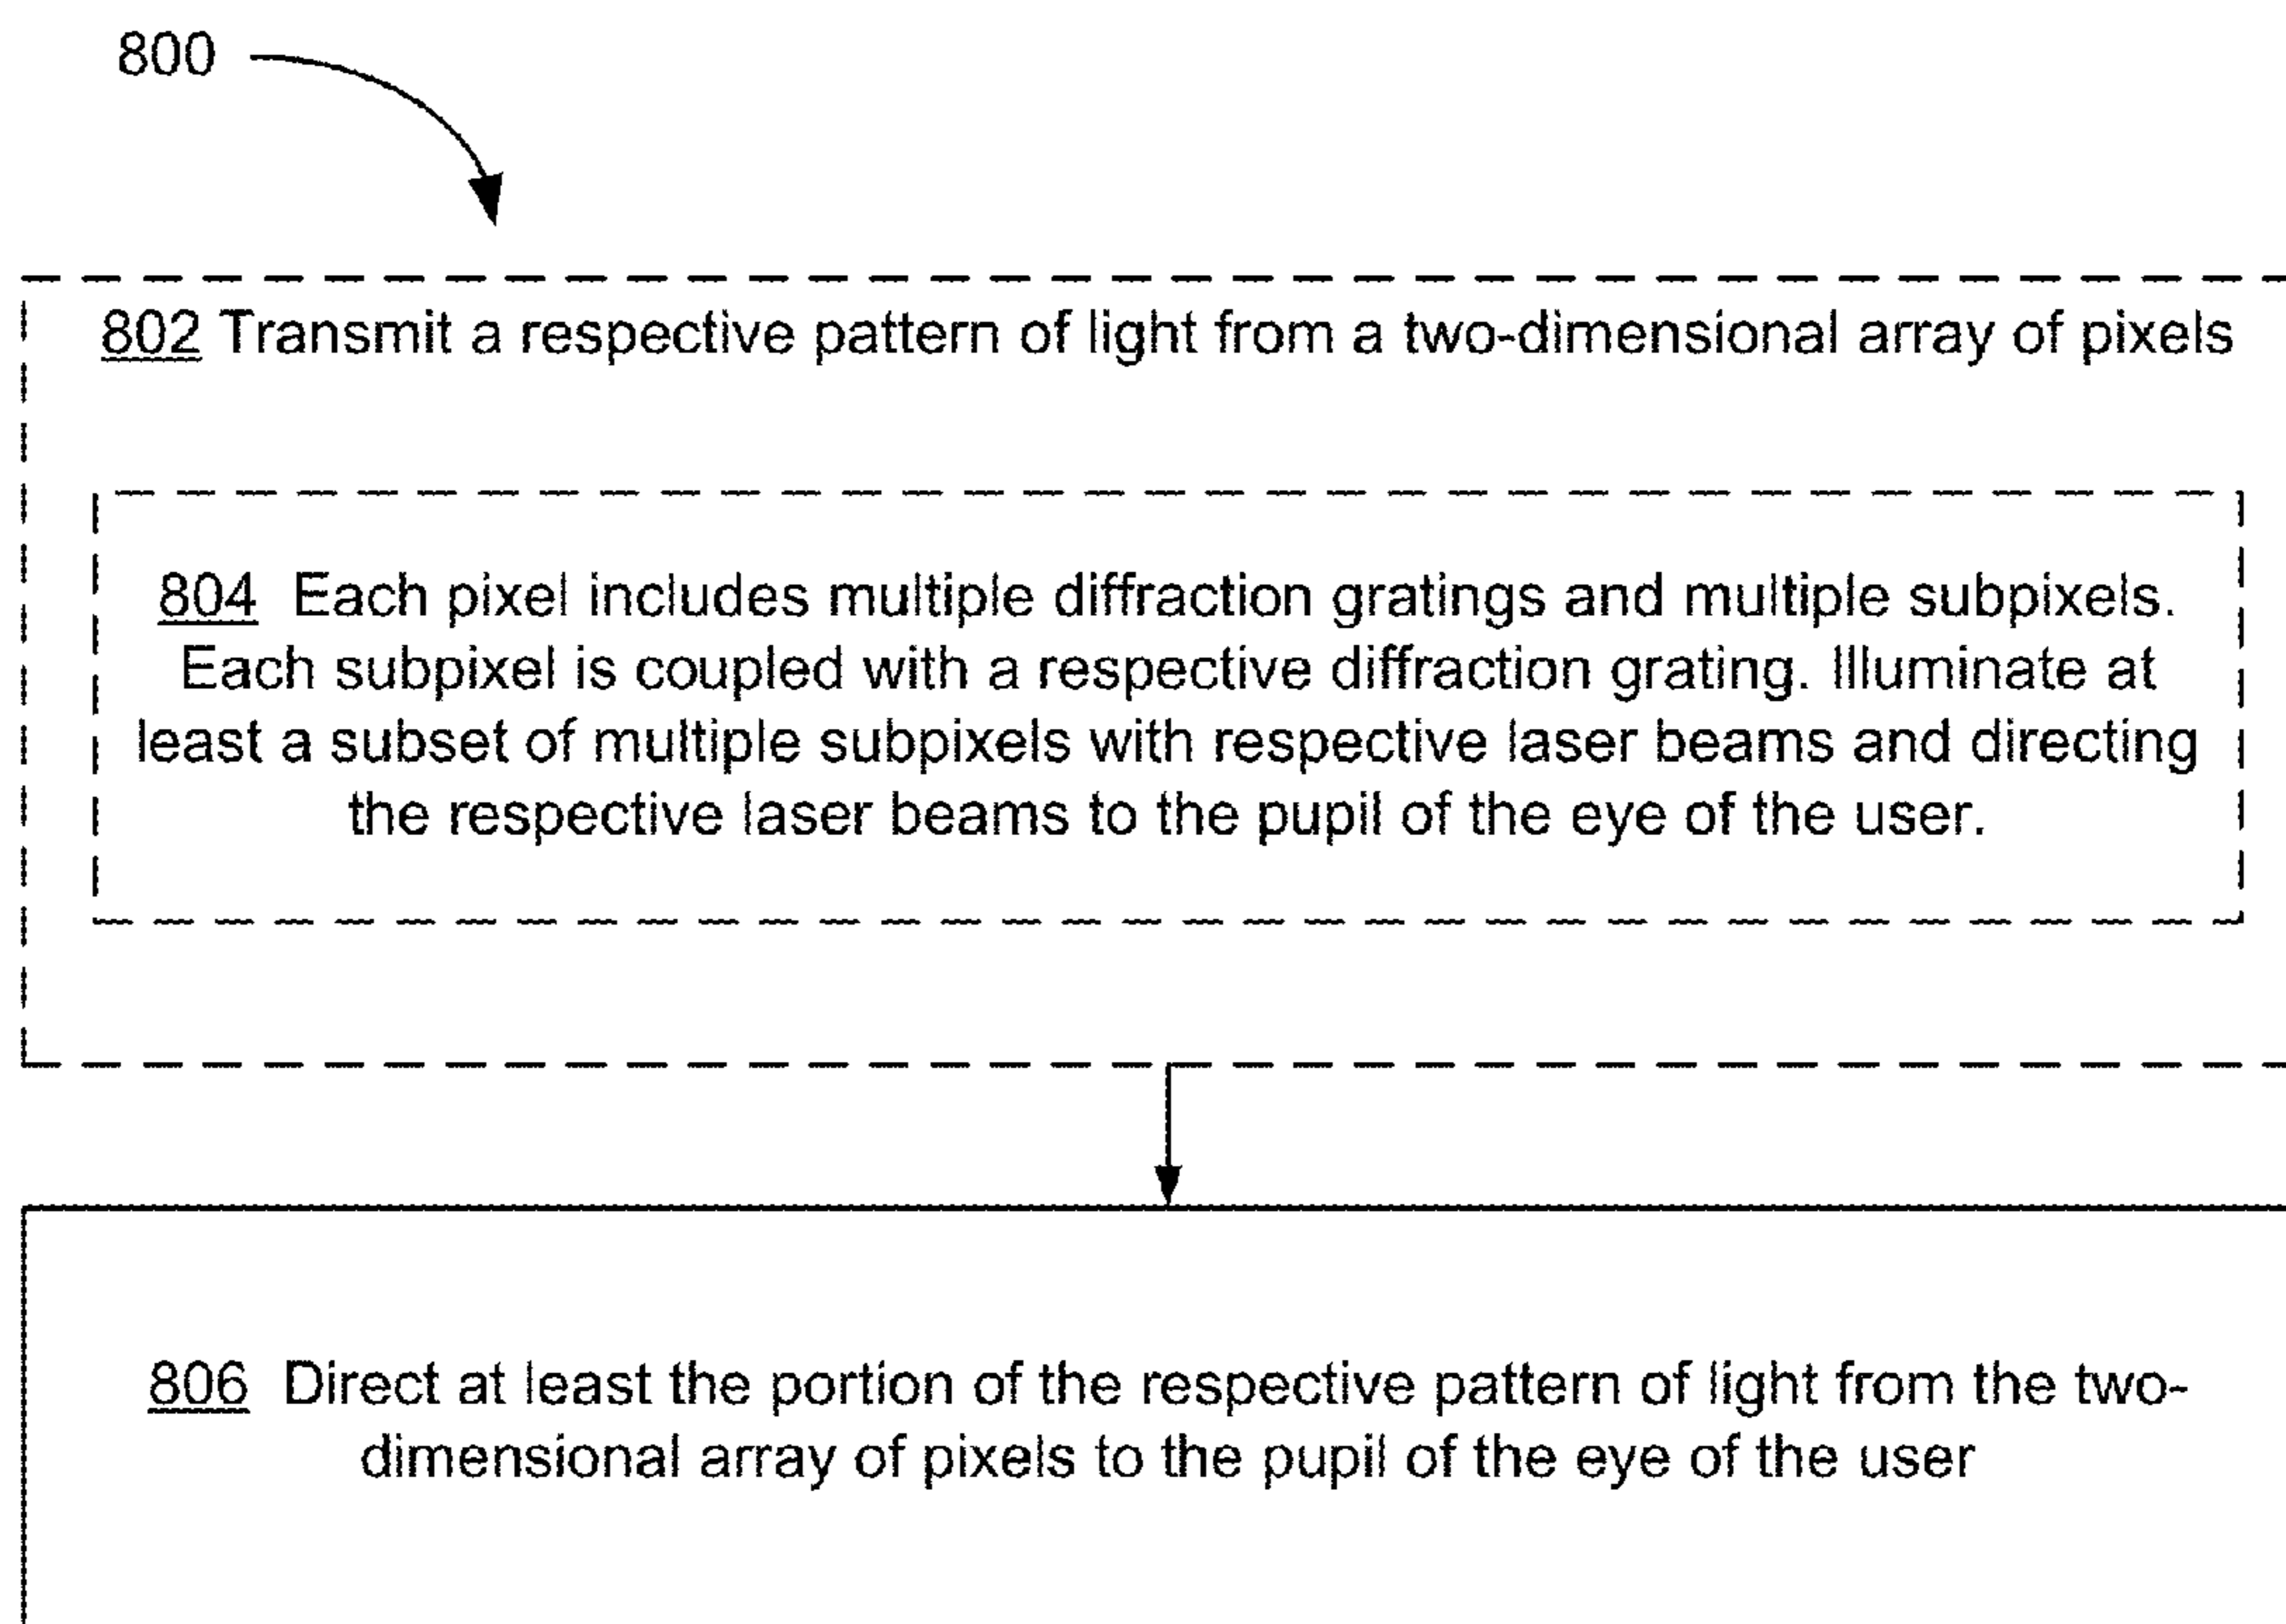 800
802 Transmit a respective pattern of light from a two-dimensional array of pixels
804 Each pixel includes multiple diffraction gratings and multiple subpixels.
Each subpixel is coupled with a respective diffraction grating. Illuminate at
least a subset of multiple subpixels with respective laser beams and directing
the respective laser beams to the pupil of the eye of the user.
806 Direct at least the portion of the respective pattern of light from the two-
dimensional array of pixels to the pupil of the eye of the user